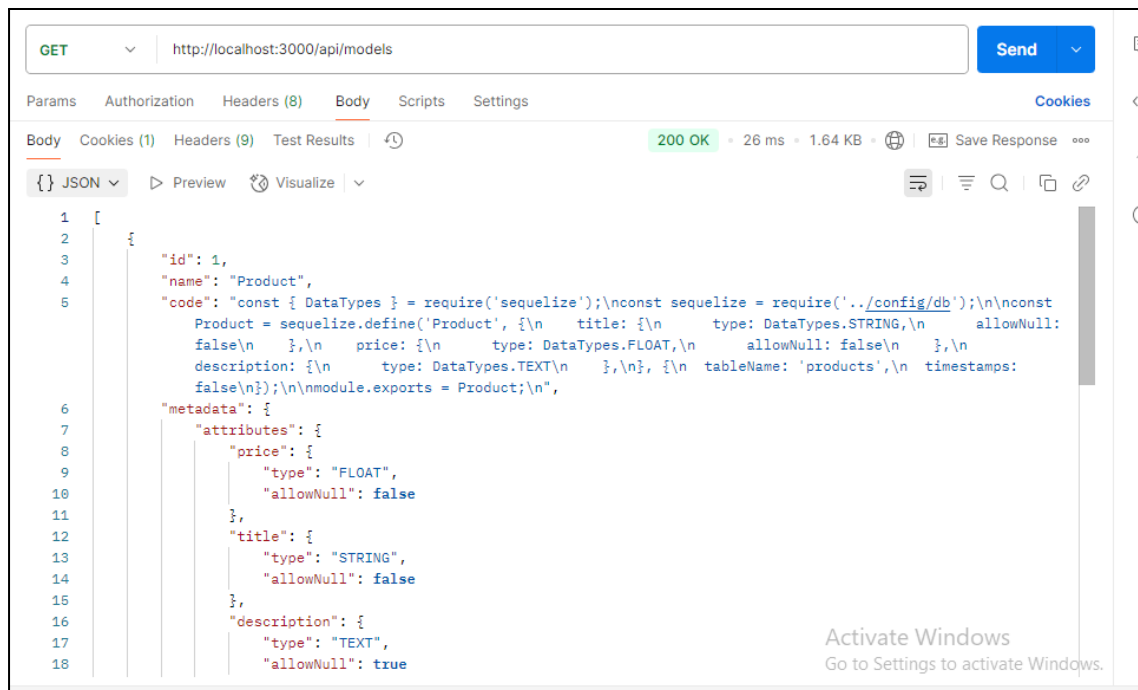 GET http://localhost:3000/api/models Send
Params Authorization Headers (8) Body Scripts Settings Cookies
Body Cookies (1) Headers (9) Test Results 200 OK 26 ms 1.64 KB e.g. Save Response
{} JSON Preview Visualize
1 [
2 {
3 "id": 1,
4 "name": "Product",
5 "code": "const { DataTypes } = require('sequelize');\nconst sequelize = require('../config/db');\n\nconst
Product = sequelize.define('Product', {\n    title: {\n      type: DataTypes.STRING,\n      allowNull:
false\n    },\n    price: {\n      type: DataTypes.FLOAT,\n      allowNull: false\n    },\n
description: {\n      type: DataTypes.TEXT\n    },\n}, {\n  tableName: 'products',\n  timestamps:
false\n});\n\nmodule.exports = Product;\n",
6 "metadata": {
7 "attributes": {
8 "price": {
9 "type": "FLOAT",
10 "allowNull": false
11 },
12 "title": {
13 "type": "STRING",
14 "allowNull": false
15 },
16 "description": {
17 "type": "TEXT",
18 "allowNull": true
Activate Windows
Go to Settings to activate Windows.